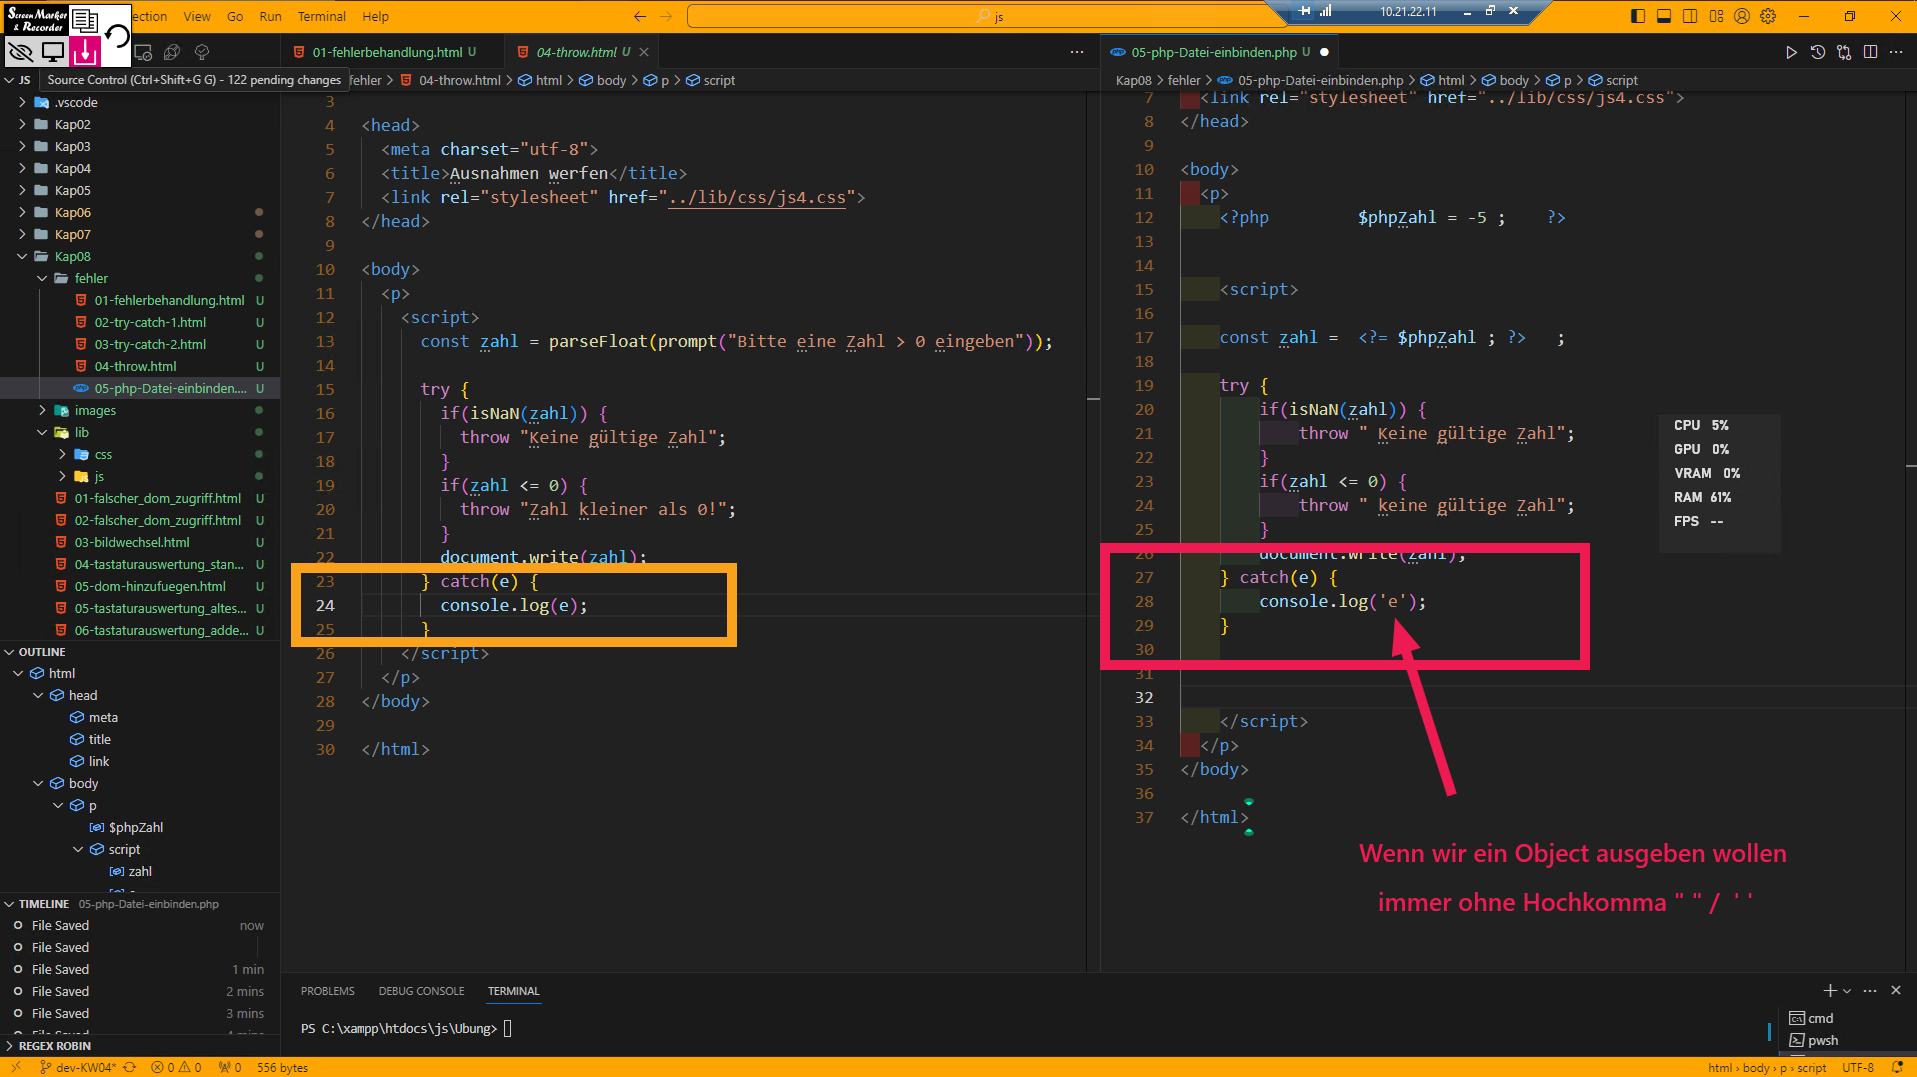 Screen Marker
& Recorder
ection View Go Run Terminal Help
js
10.21.22.11
01-fehlerbehandlung.html U
04-throw.html U
05-php-Datei-einbinden.php U
JS
Source Control (Ctrl+Shift+G G) - 122 pending changes
fehler > 04-throw.html > html > body > p > script
Kap08 > fehler > 05-php-Datei-einbinden.php > html > body > p > script
.vscode
Kap02
Kap03
Kap04
Kap05
Kap06
Kap07
Kap08
fehler
01-fehlerbehandlung.html U
02-try-catch-1.html U
03-try-catch-2.html U
04-throw.html U
05-php-Datei-einbinden.... U
images
lib
css
js
01-falscher_dom_zugriff.html U
02-falscher_dom_zugriff.html U
03-bildwechsel.html U
04-tastaturauswertung_stan... U
05-dom-hinzufuegen.html U
05-tastaturauswertung_altes... U
06-tastaturauswertung_adde... U
OUTLINE
html
head
meta
title
link
body
p
$phpZahl
script
zahl
TIMELINE 05-php-Datei-einbinden.php
File Saved now
File Saved
File Saved 1 min
File Saved 2 mins
File Saved 3 mins
REGEX ROBIN
3
4 <head>
5 <meta charset="utf-8">
6 <title>Ausnahmen werfen</title>
7 <link rel="stylesheet" href="../lib/css/js4.css">
8 </head>
9
10 <body>
11 <p>
12 <script>
13 const zahl = parseFloat(prompt("Bitte eine Zahl > 0 eingeben"));
14
15 try {
16 if(isNaN(zahl)) {
17 throw "Keine gültige Zahl";
18 }
19 if(zahl <= 0) {
20 throw "Zahl kleiner als 0!";
21 }
22 document.write(zahl);
23 } catch(e) {
24 console.log(e);
25 }
26 </script>
27 </p>
28 </body>
29
30 </html>
7 <link rel="stylesheet" href="../lib/css/js4.css">
8 </head>
9
10 <body>
11 <p>
12 <?php $phpZahl = -5 ; ?>
13
14
15 <script>
16
17 const zahl = <?= $phpZahl ; ?> ;
18
19 try {
20 if(isNaN(zahl)) {
21 throw " Keine gültige Zahl";
22 }
23 if(zahl <= 0) {
24 throw " keine gültige Zahl";
25 }
26 document.write(zahl);
27 } catch(e) {
28 console.log('e');
29 }
30
31
32
33 </script>
34 </p>
35 </body>
36
37 </html>
CPU 5%
GPU 0%
VRAM 0%
RAM 61%
FPS --
Wenn wir ein Object ausgeben wollen
immer ohne Hochkomma " " / ' '
PROBLEMS DEBUG CONSOLE TERMINAL
PS C:\xampp\htdocs\js\Ubung>
cmd
pwsh
dev-KW04* 0 0 0 556 bytes
html > body > p > script UTF-8